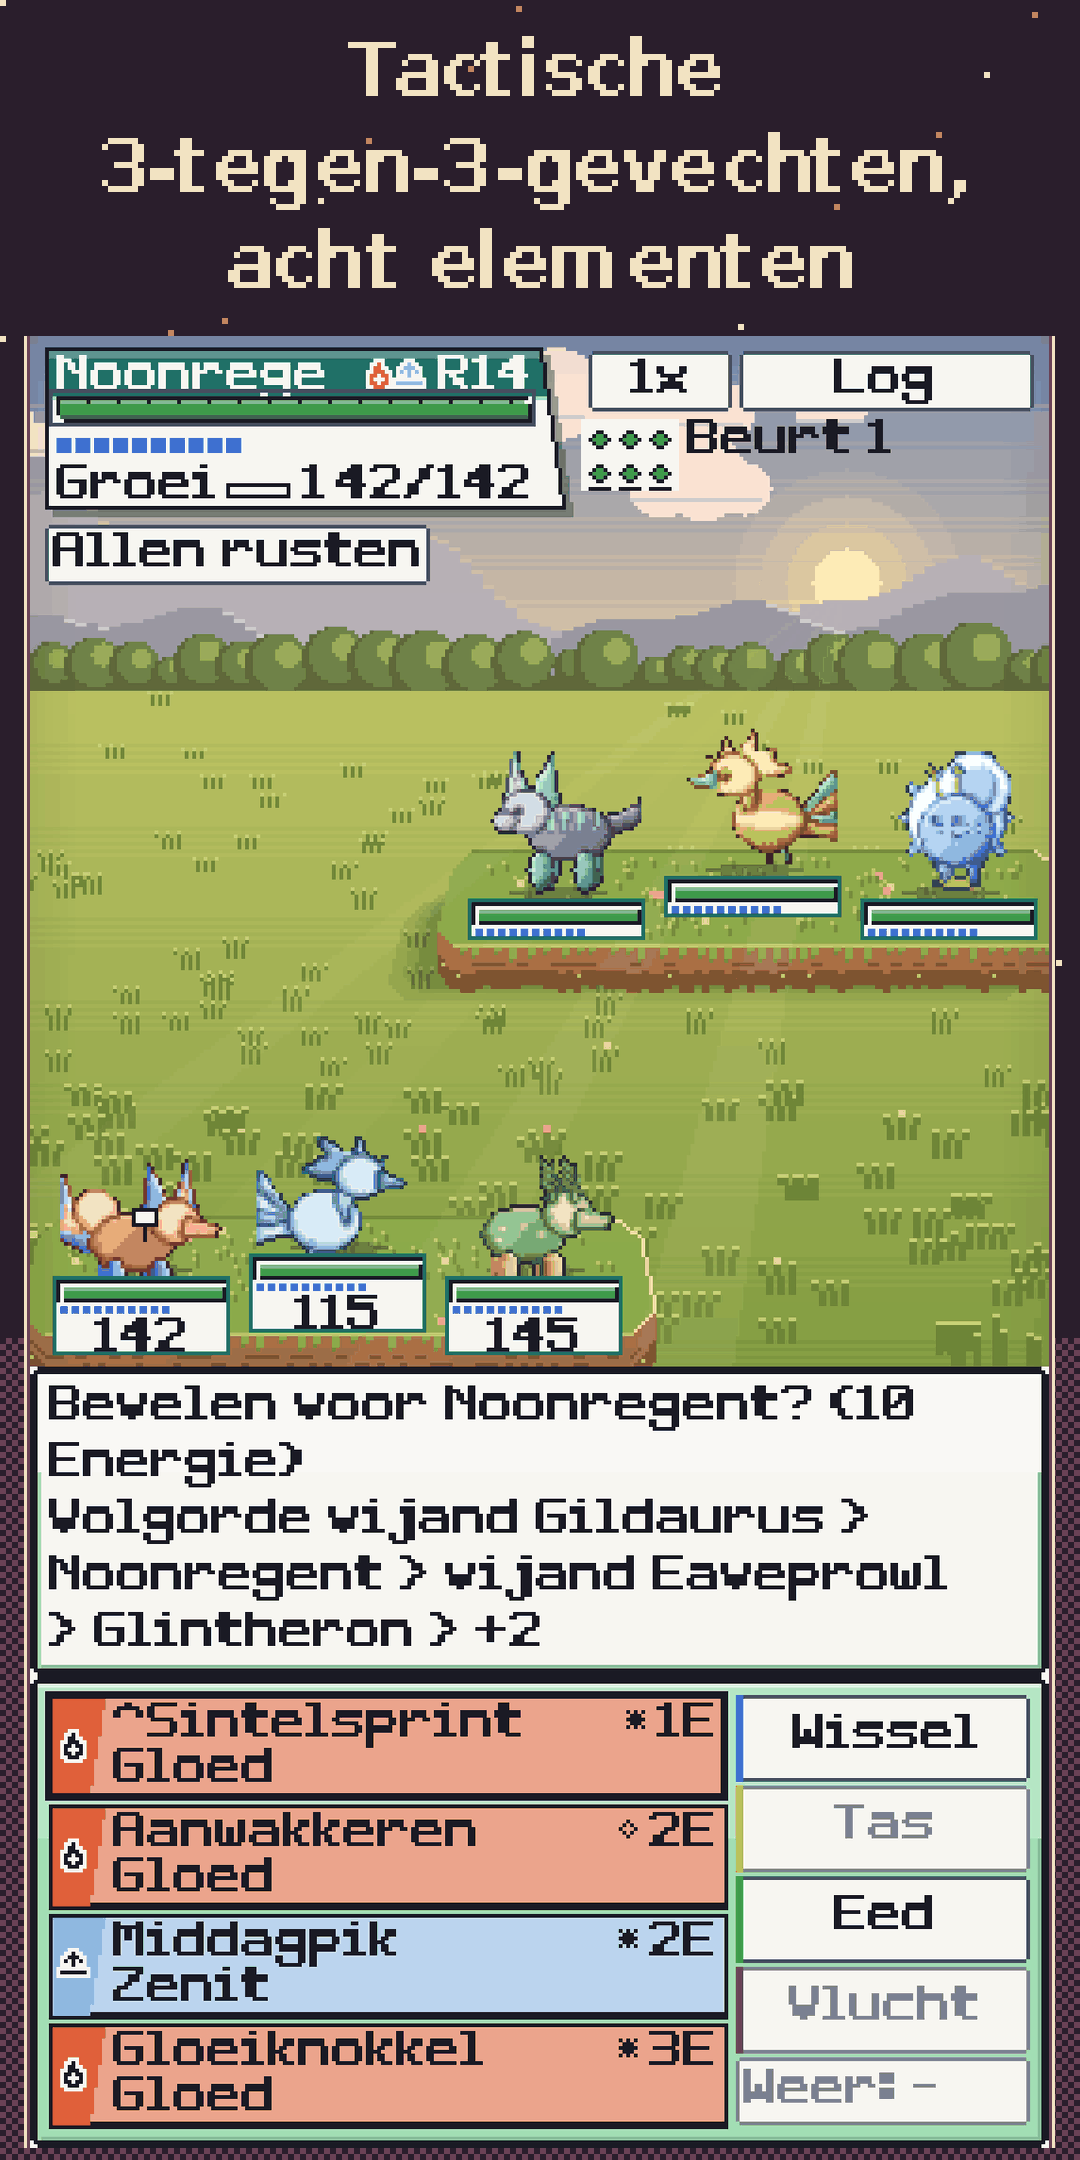 Tactische
3-tegen-3-gevechten,
acht elementen
Noonrege R14
1x
Log
Beurt 1
Groei 142/142
Allen rusten
142
115
145
Bevelen voor Noonregent? (10
Energie)
Volgorde vijand Gildaurus >
Noonregent > vijand Eaveprowl
> Glintheron > +2
^Sintelsprint *1E
Gloed
Aanwakkeren ◇2E
Gloed
Middagpik *2E
Zenit
Gloeiknokkel *3E
Gloed
Wissel
Tas
Eed
Vlucht
Weer: -